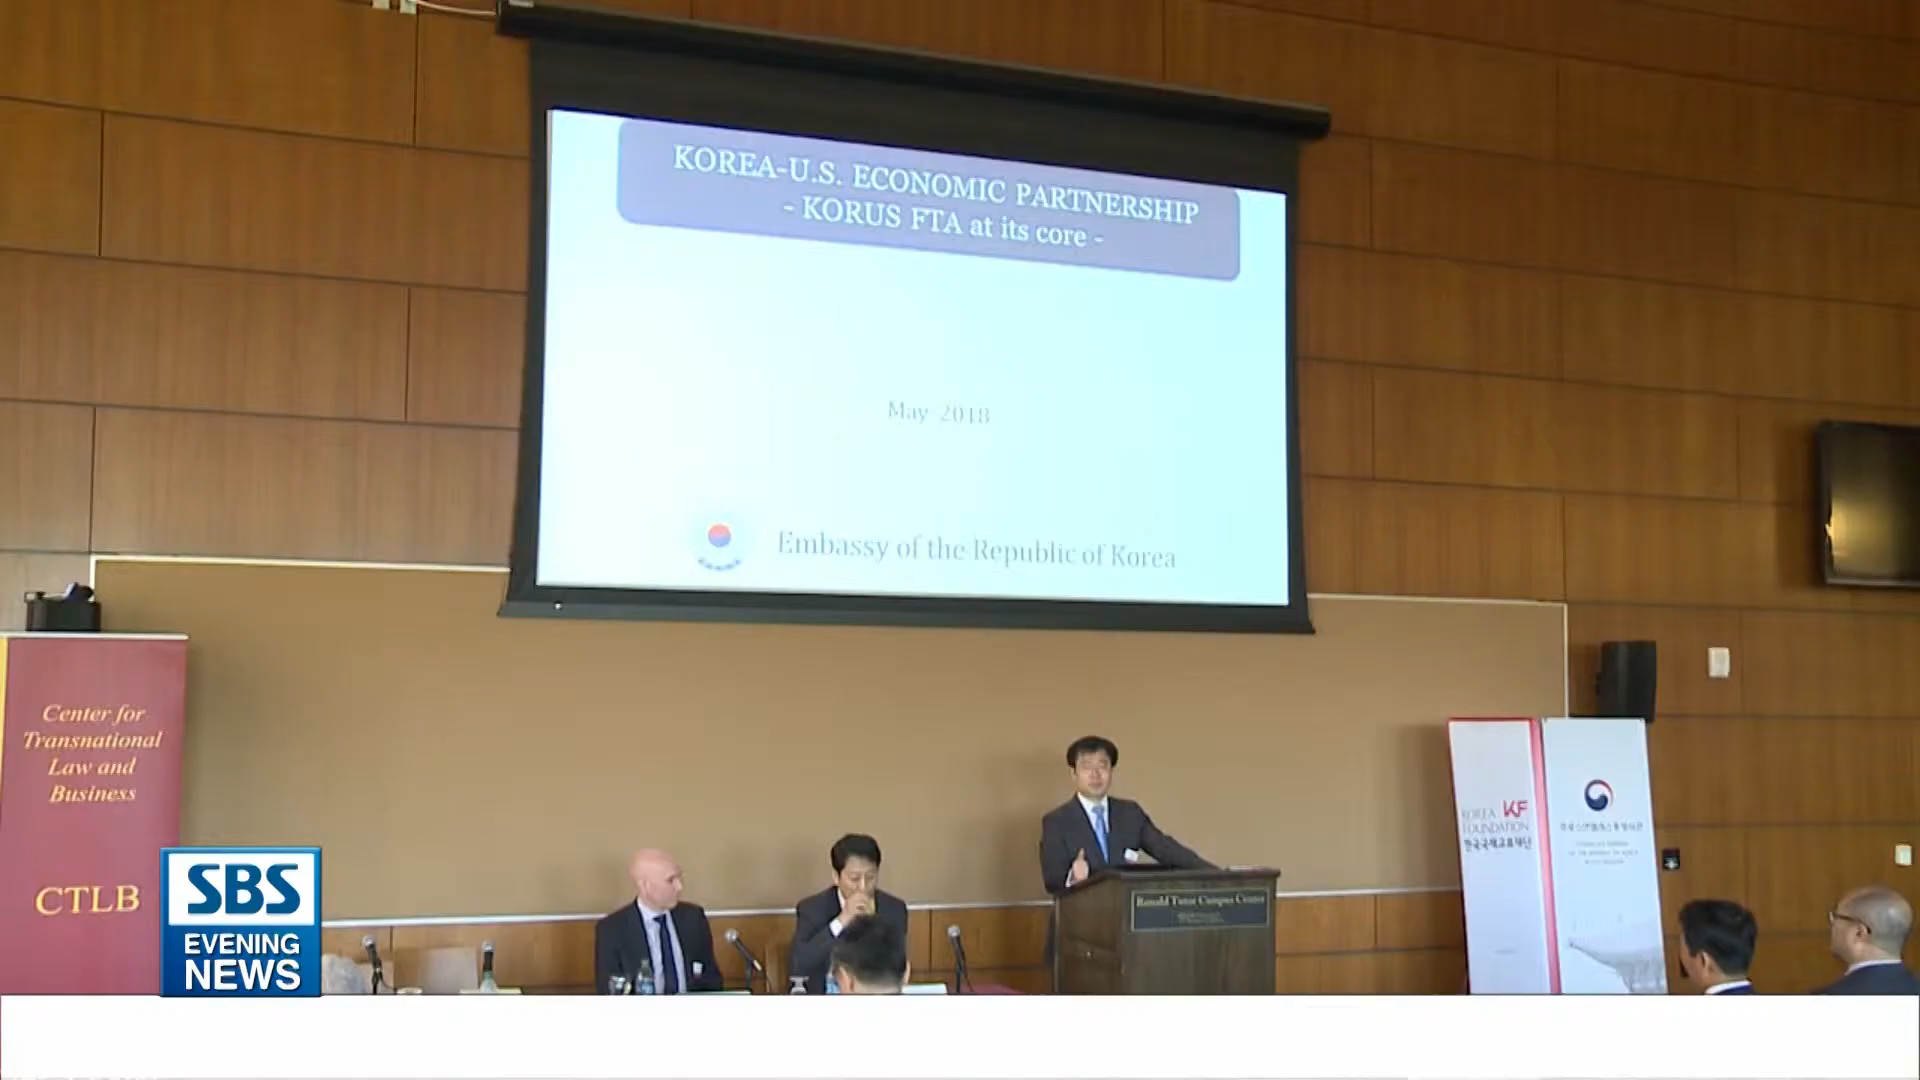 KOREA-U.S. ECONOMIC PARTNERSHIP
- KORUS FTA at its core -
May 2018
Embassy of the Republic of Korea
Center for
Transnational
Law and
Business
CTLB
SBS
EVENING
NEWS
Ronald Tutor Campus Center
KOREA KF
FOUNDATION
한국국제교류재단